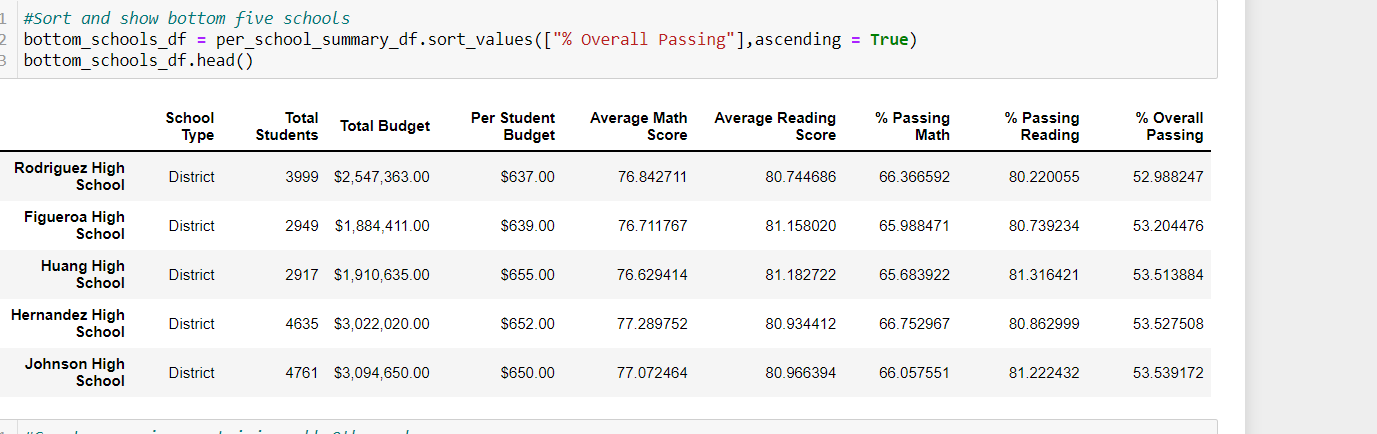 1 #Sort and show bottom five schools
2 bottom_schools_df = per_school_summary_df.sort_values(["% Overall Passing"],ascending = True)
3 bottom_schools_df.head()
School Type Total Students Total Budget Per Student Budget Average Math Score Average Reading Score % Passing Math % Passing Reading % Overall Passing
Rodriguez High School District 3999 $2,547,363.00 $637.00 76.842711 80.744686 66.366592 80.220055 52.988247
Figueroa High School District 2949 $1,884,411.00 $639.00 76.711767 81.158020 65.988471 80.739234 53.204476
Huang High School District 2917 $1,910,635.00 $655.00 76.629414 81.182722 65.683922 81.316421 53.513884
Hernandez High School District 4635 $3,022,020.00 $652.00 77.289752 80.934412 66.752967 80.862999 53.527508
Johnson High School District 4761 $3,094,650.00 $650.00 77.072464 80.966394 66.057551 81.222432 53.539172